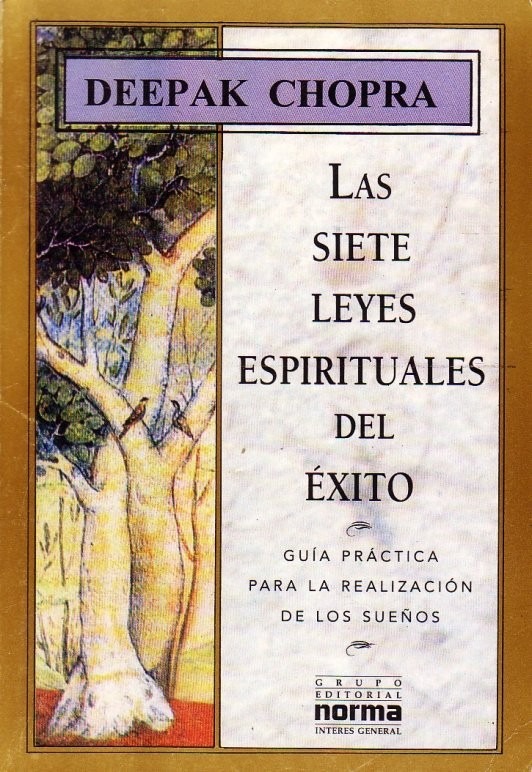 DEEPAK CHOPRA
LAS
SIETE
LEYES
ESPIRITUALES
DEL
ÉXITO
GUÍA PRÁCTICA
PARA LA REALIZACIÓN
DE LOS SUEÑOS
GRUPO
EDITORIAL
norma
INTERES GENERAL